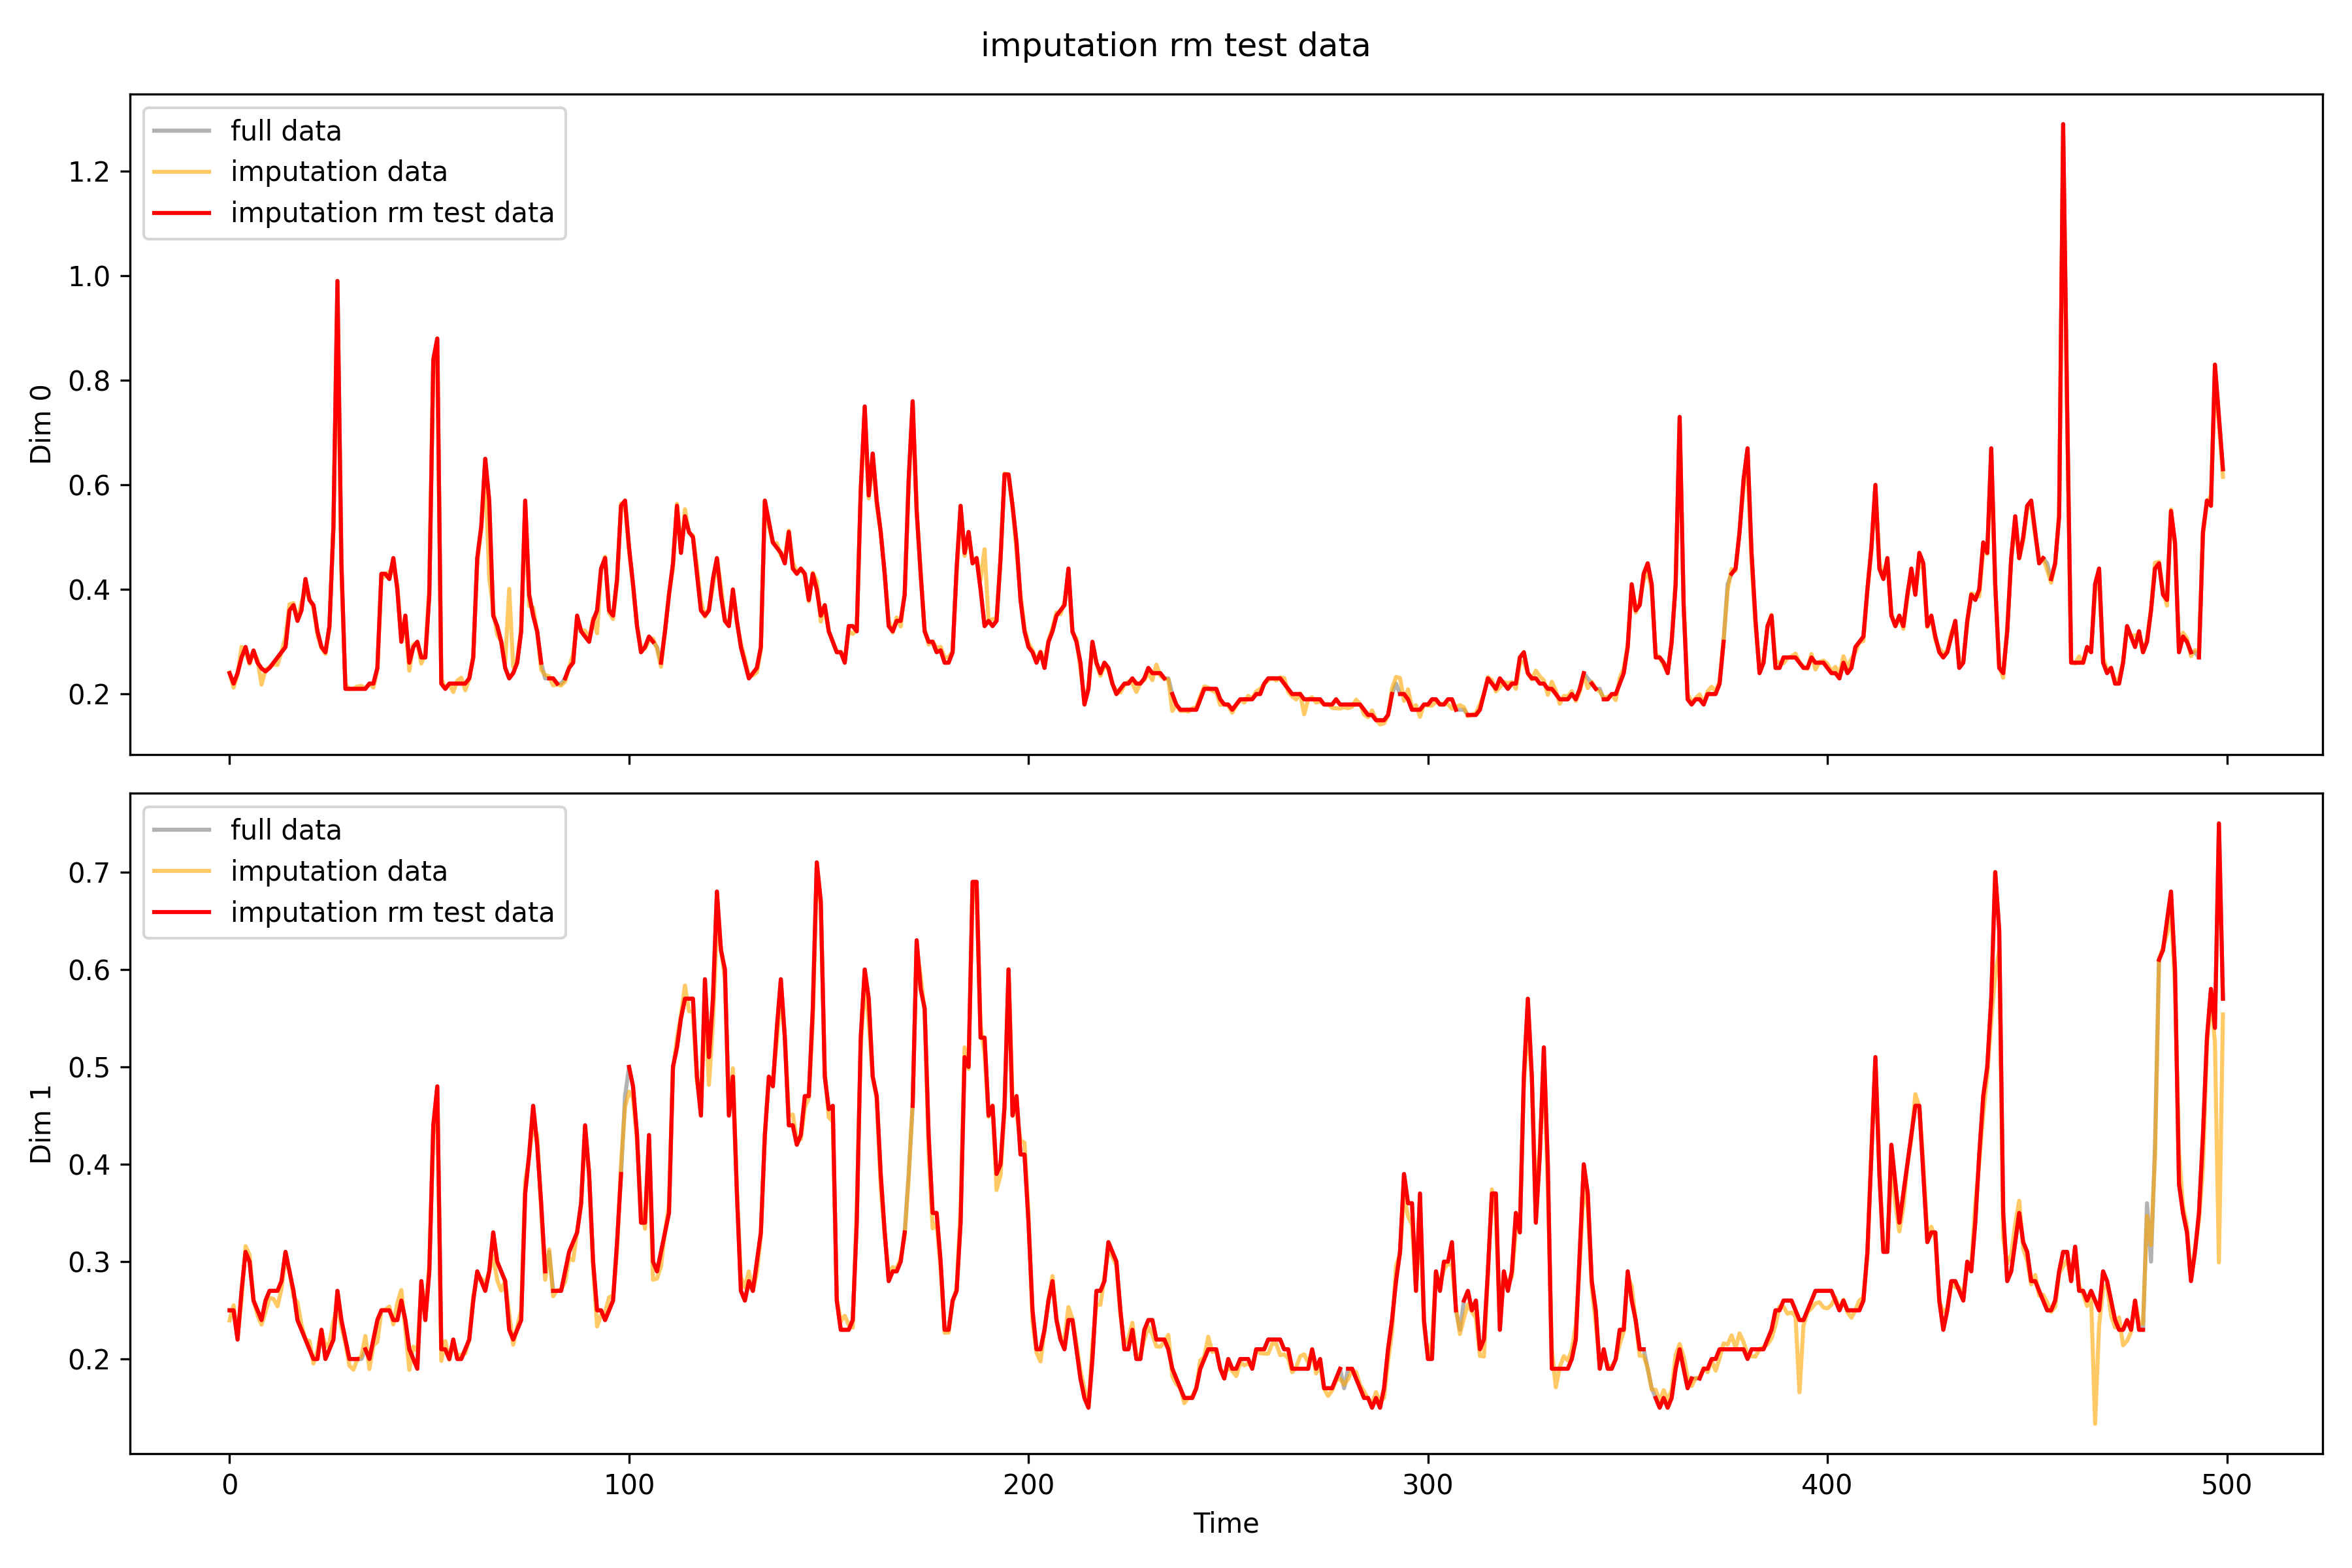 imputation rm test data
full data
imputation data
imputation rm test data
1.2
1.0
0.8
0.6
0.4
0.2
Dim 0
full data
imputation data
imputation rm test data
0.7
0.6
0.5
0.4
0.3
0.2
Dim 1
0 100 200 300 400 500
Time